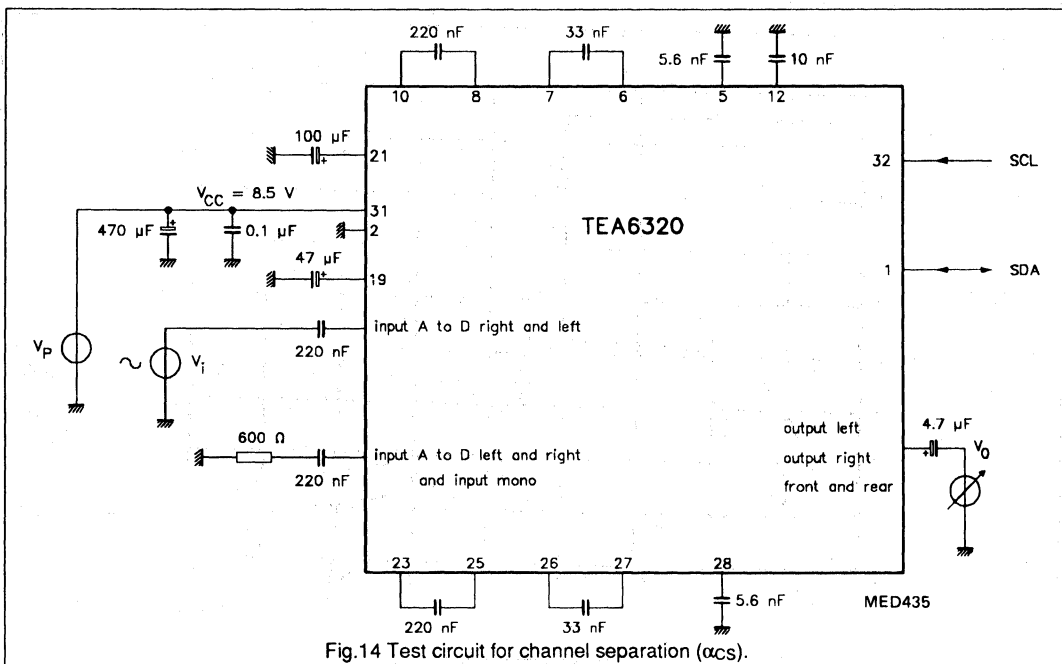 220 nF
33 nF
5.6 nF
10 nF
10
8
7
6
5
12
100 µF
+
21
32
SCL
V_CC = 8.5 V
31
TEA6320
470 µF
+
0.1 µF
2
47 µF
+
19
1
SDA
input A to D right and left
220 nF
V_P
V_i
output left
4.7 µF
600 Ω
input A to D left and right
output right
+
V_O
220 nF
and input mono
front and rear
23
25
26
27
28
5.6 nF
MED435
220 nF
33 nF
Fig.14 Test circuit for channel separation (α_CS).